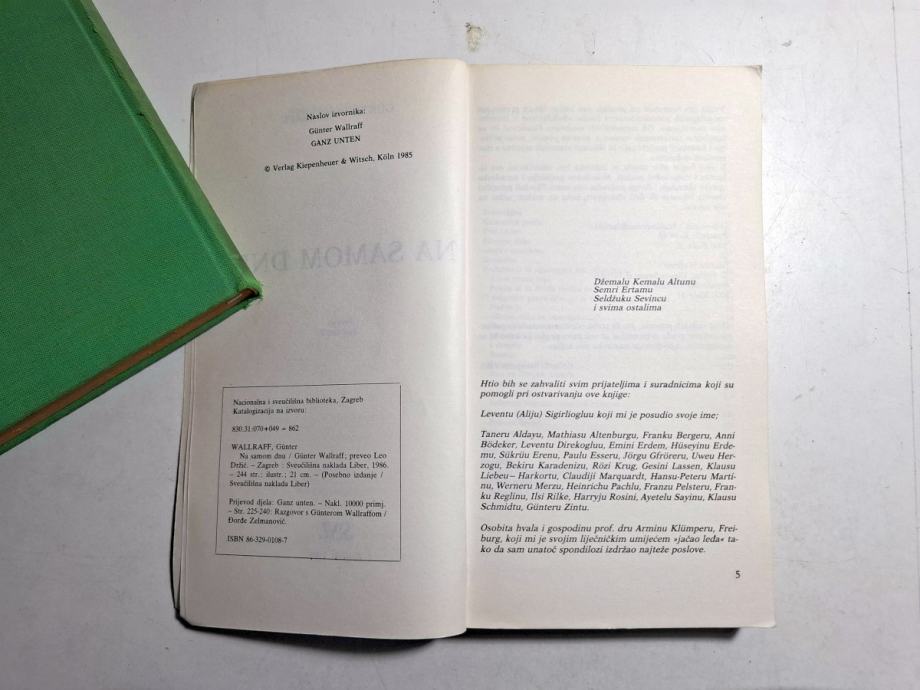 Naslov izvornika:
Günter Wallraff
GANZ UNTEN
© Verlag Kiepenheuer & Witsch, Köln 1985
NA SAMOM DNU
Nacionalna i sveučilišna biblioteka, Zagreb
Katalogizacija na izvoru:
830.31:070+049 = 862
WALLRAFF, Günter
Na samom dnu / Günter Wallraff; preveo Leo
Držić. – Zagreb : Sveučilišna naklada Liber, 1986.
– 244 str.: ilustr.; 21 cm. – (Posebno izdanje /
Sveučilišna naklada Liber)
Prijevod djela: Ganz unten. – Nakl. 10000 primj.
– Str. 225-240: Razgovor s Günterom Wallraffom /
Đorđe Zelmanović.
ISBN 86-329-0108-7
Džemalu Kemalu Altunu
Semri Ertamu
Seldžuku Sevincu
i svima ostalima
Htio bih se zahvaliti svim prijateljima i suradnicima koji su
pomogli pri ostvarivanju ove knjige:
Leventu (Aliju) Sigirliogluu koji mi je posudio svoje ime;
Taneru Aldayu, Mathiasu Altenburgu, Franku Bergeru, Anni
Bödeker, Leventu Direkogluu, Emini Erdem, Hüseyinu Erde-
mu, Sükrüu Erenu, Paulu Esseru, Jörgu Gfröreru, Uweu Her-
zogu, Bekiru Karadenizu, Rözi Krug, Gesini Lassen, Klausu
Liebeu– Harkortu, Claudiji Marquardt, Hansu-Peteru Marti-
nu, Werneru Merzu, Heinrichu Pachlu, Franzu Pelsteru, Fran-
ku Reglinu, Ilsi Rilke, Harryju Rosini, Ayetelu Sayinu, Klausu
Schmidtu, Günteru Zintu.
Osobita hvala i gospodinu prof. dru Arminu Klümperu, Frei-
burg, koji mi je svojim liječničkim umijećem »jačao leđa« ta-
ko da sam unatoč spondilozi izdržao najteže poslove.
5